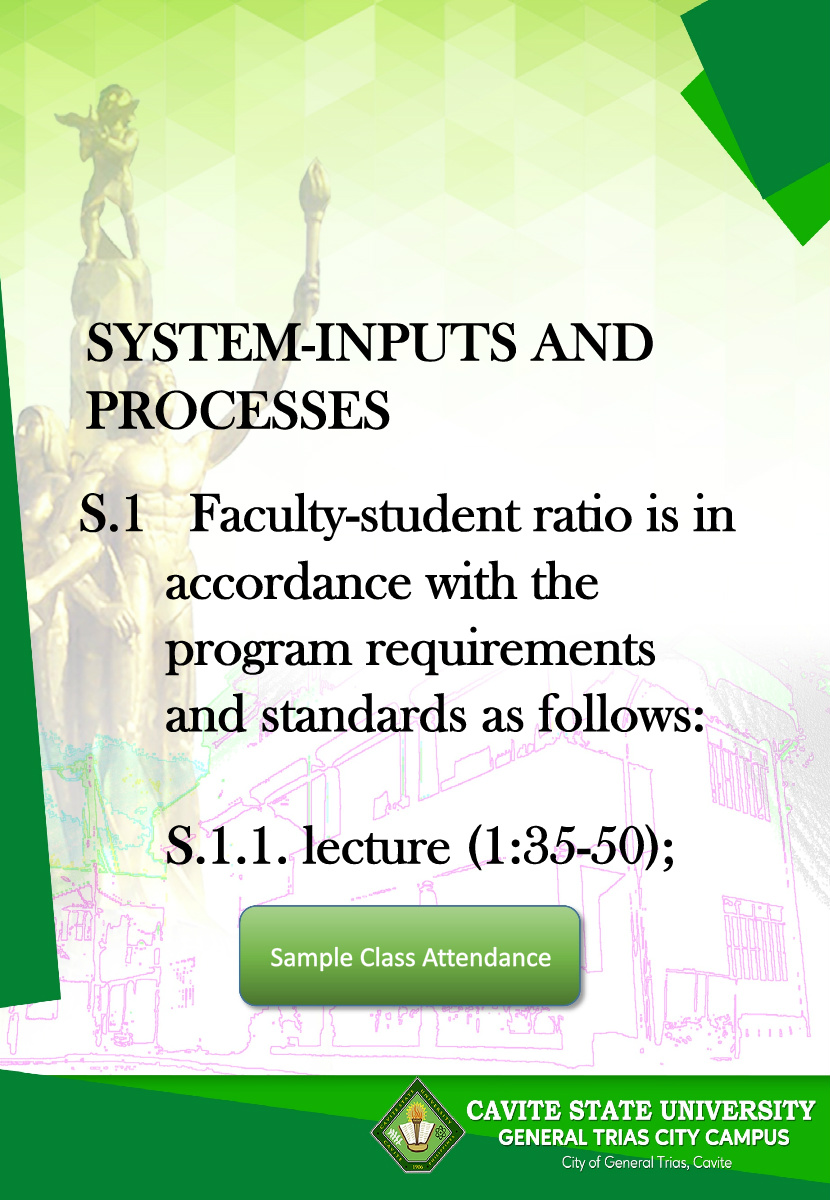 SYSTEM-INPUTS AND
PROCESSES
S.1 Faculty-student ratio is in
accordance with the
program requirements
and standards as follows:
S.1.1. lecture (1:35-50);
Sample Class Attendance
CAVITE STATE UNIVERSITY
GENERAL TRIAS CITY CAMPUS
City of General Trias, Cavite
1906